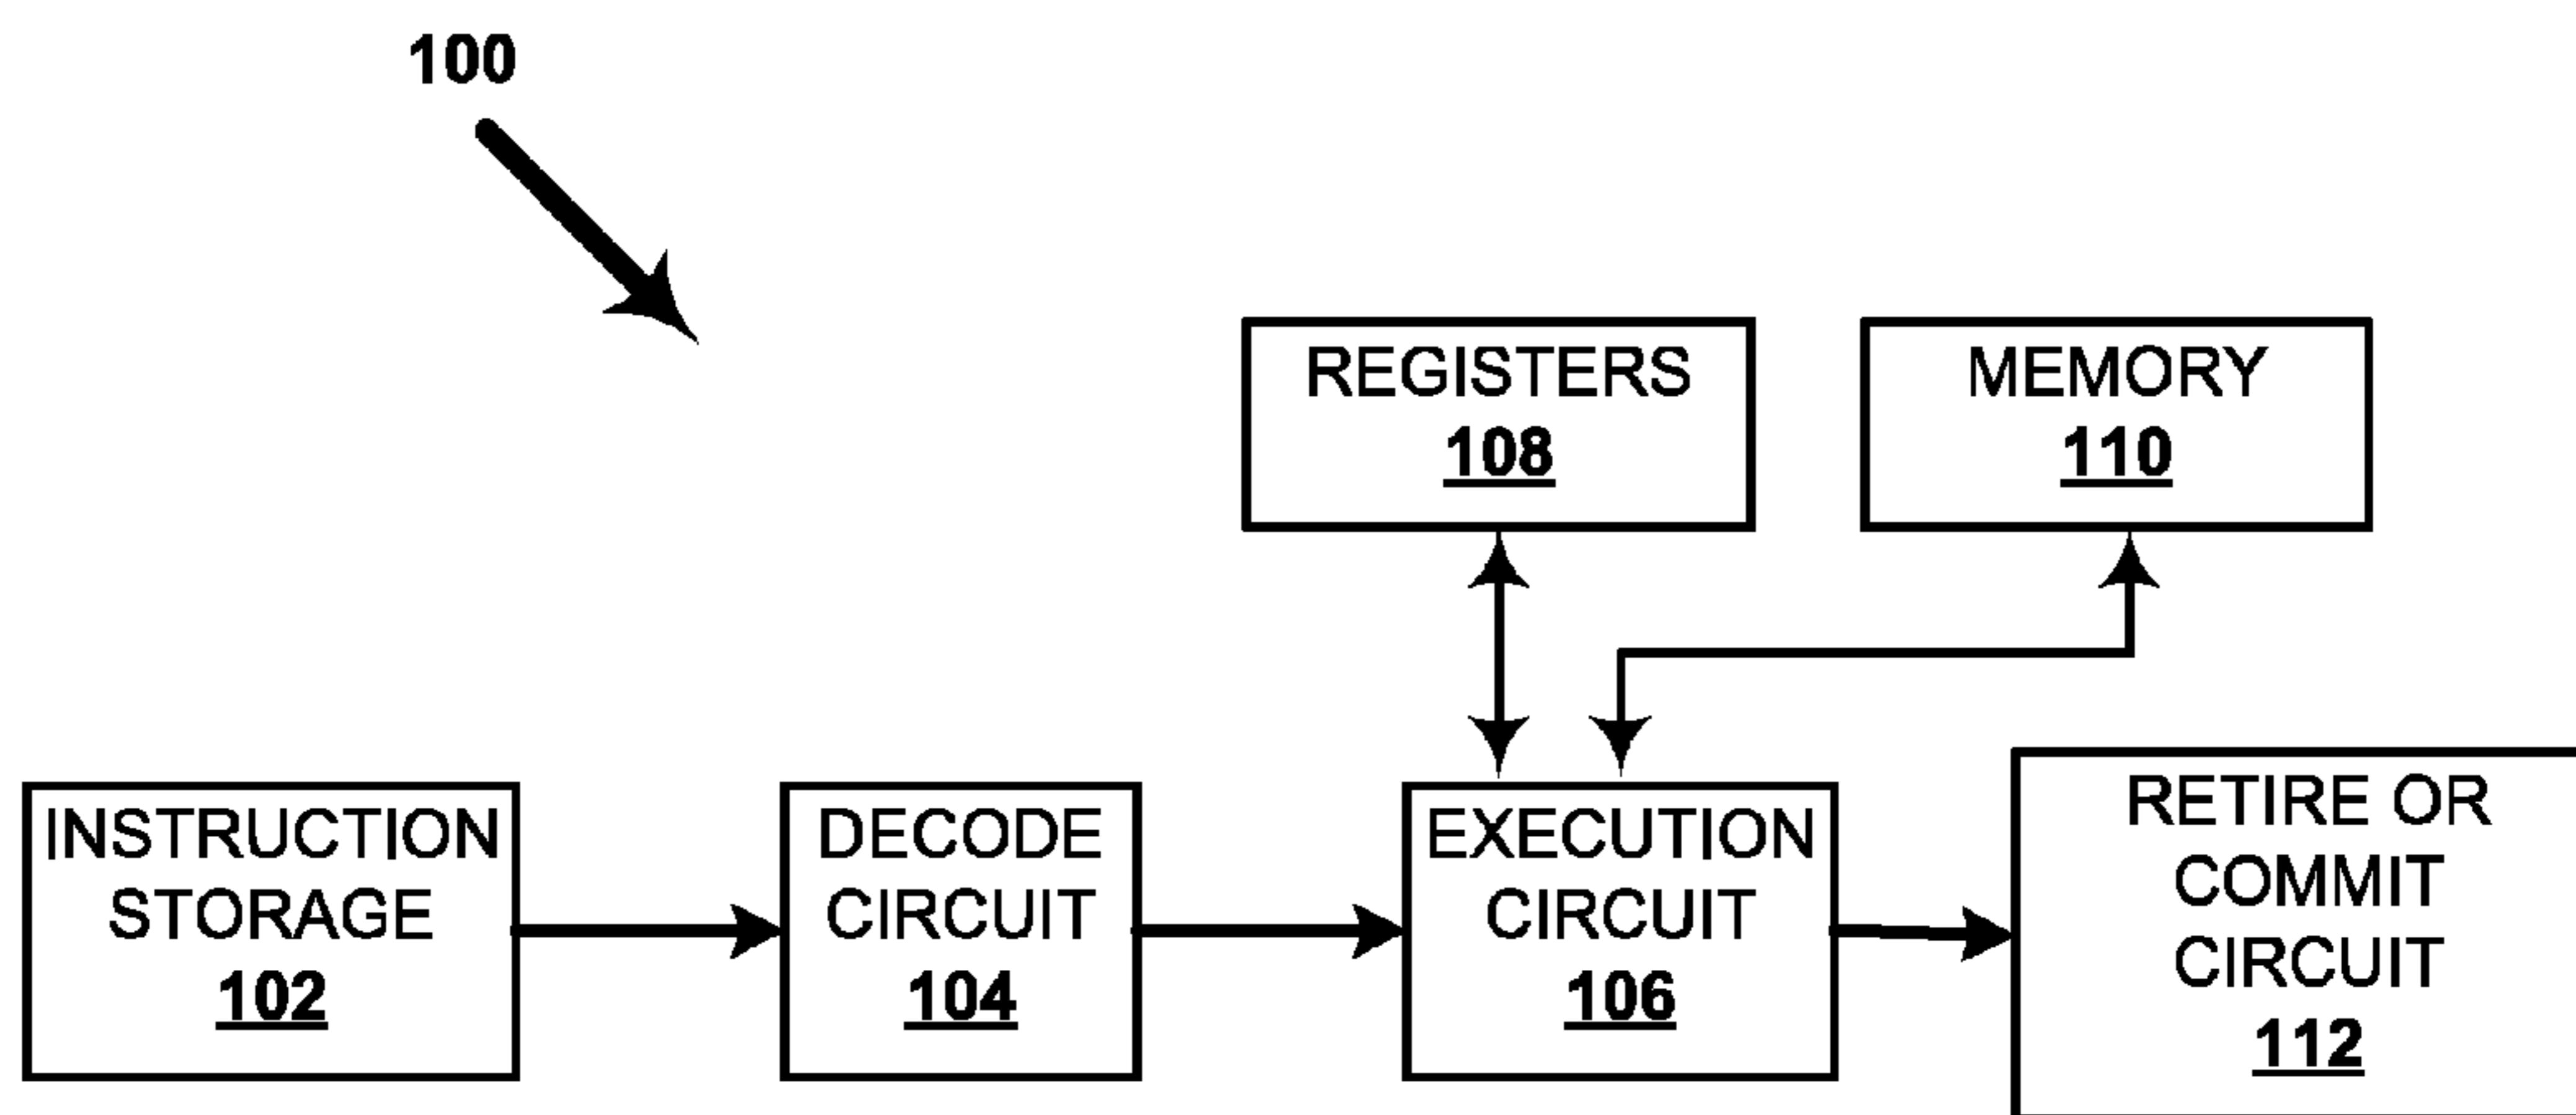 100
REGISTERS
108
MEMORY
110
INSTRUCTION
STORAGE
102
DECODE
CIRCUIT
104
EXECUTION
CIRCUIT
106
RETIRE OR
COMMIT
CIRCUIT
112